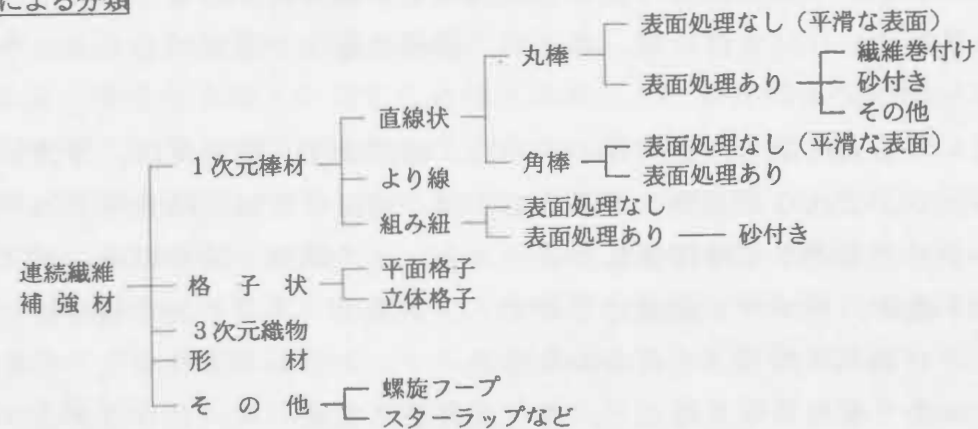 による分類
表面処理なし（平滑な表面）
丸棒
繊維巻付け
表面処理あり
砂付き
その他
直線状
表面処理なし（平滑な表面）
角棒
表面処理あり
1次元棒材
より線
表面処理なし
組み紐
表面処理あり
砂付き
連続繊維
補強材
格子状
平面格子
立体格子
3次元織物
形材
その他
螺旋フープ
スターラップなど